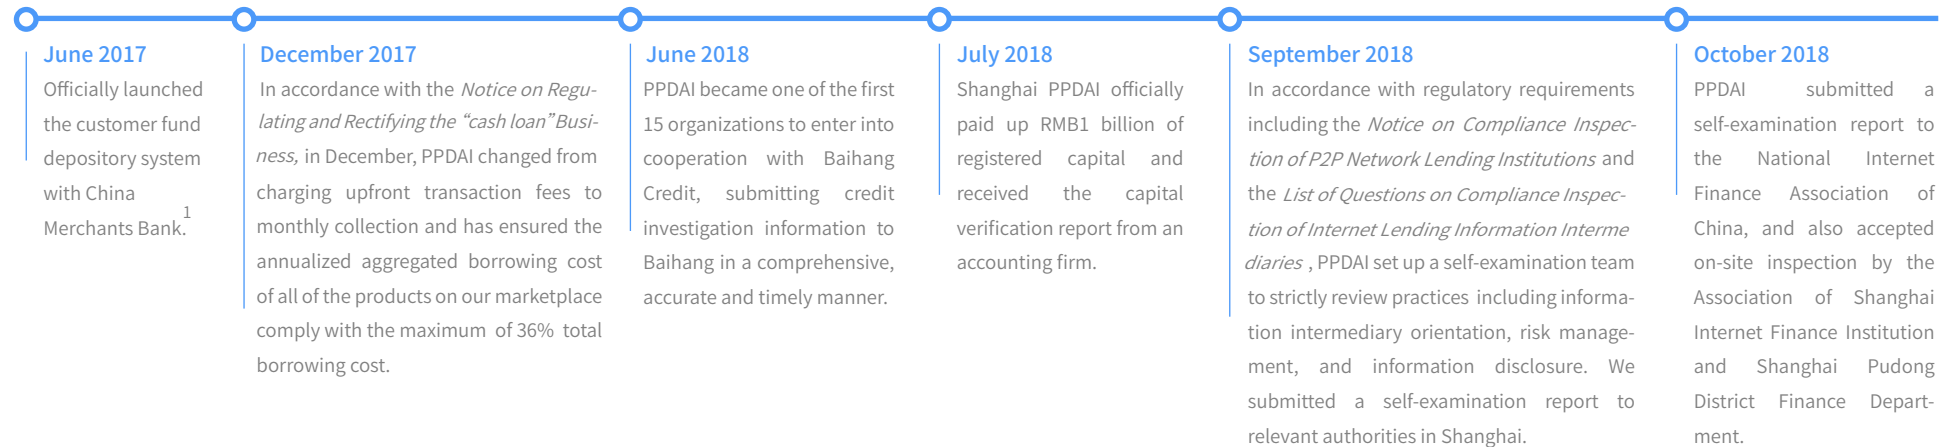 June 2017
Officially launched
the customer fund
depository system
with China
Merchants Bank.1
December 2017
In accordance with the Notice on Regu-
lating and Rectifying the “cash loan”Busi-
ness, in December, PPDAI changed from
charging upfront transaction fees to
monthly collection and has ensured the
annualized aggregated borrowing cost
of all of the products on our marketplace
comply with the maximum of 36% total
borrowing cost.
June 2018
PPDAI became one of the first
15 organizations to enter into
cooperation with Baihang
Credit, submitting credit
investigation information to
Baihang in a comprehensive,
accurate and timely manner.
July 2018
Shanghai PPDAI officially
paid up RMB1 billion of
registered capital and
received the capital
verification report from an
accounting firm.
September 2018
In accordance with regulatory requirements
including the Notice on Compliance Inspec-
tion of P2P Network Lending Institutions and
the List of Questions on Compliance Inspec-
tion of Internet Lending Information Interme
diaries , PPDAI set up a self-examination team
to strictly review practices including informa-
tion intermediary orientation, risk manage-
ment, and information disclosure. We
submitted a self-examination report to
relevant authorities in Shanghai.
October 2018
PPDAI submitted a
self-examination report to
the National Internet
Finance Association of
China, and also accepted
on-site inspection by the
Association of Shanghai
Internet Finance Institution
and Shanghai Pudong
District Finance Depart-
ment.